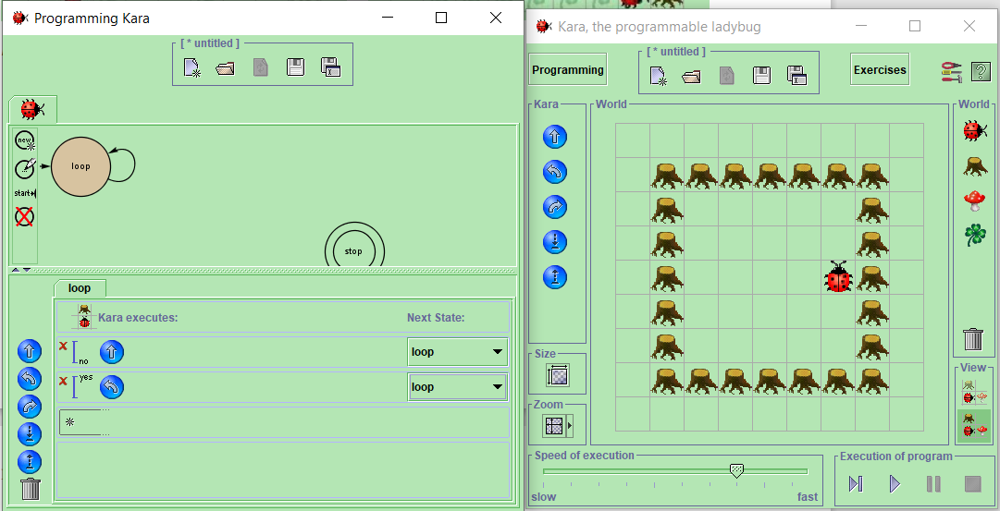 Programming Kara
[ * untitled ]
new
start
loop
stop
loop
Kara executes:
Next State:
no
loop
yes
loop
Kara, the programmable ladybug
Programming
[ * untitled ]
Exercises
?
Kara
World
World
Size
Zoom
View
Speed of execution
slow
fast
Execution of program